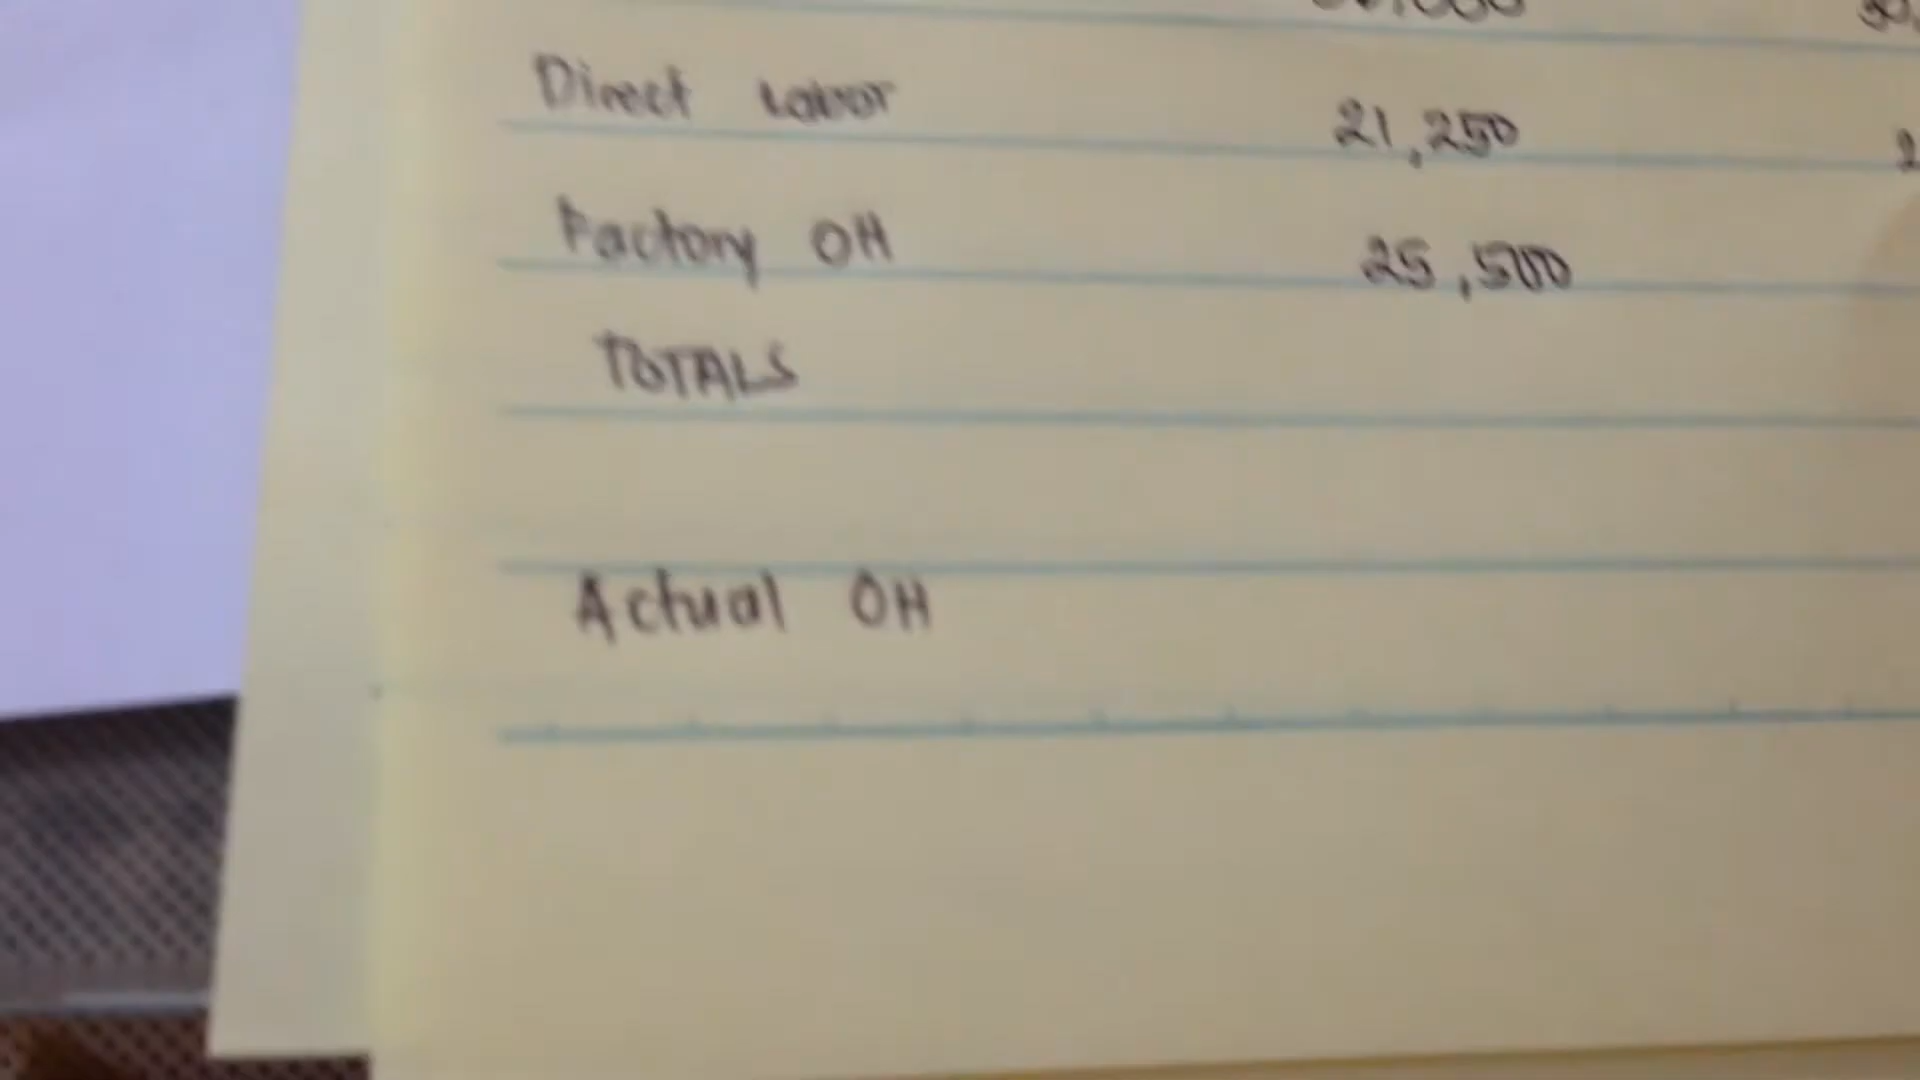 Direct Labor 21,250
Factory OH 25,500
TOTALS
Actual OH